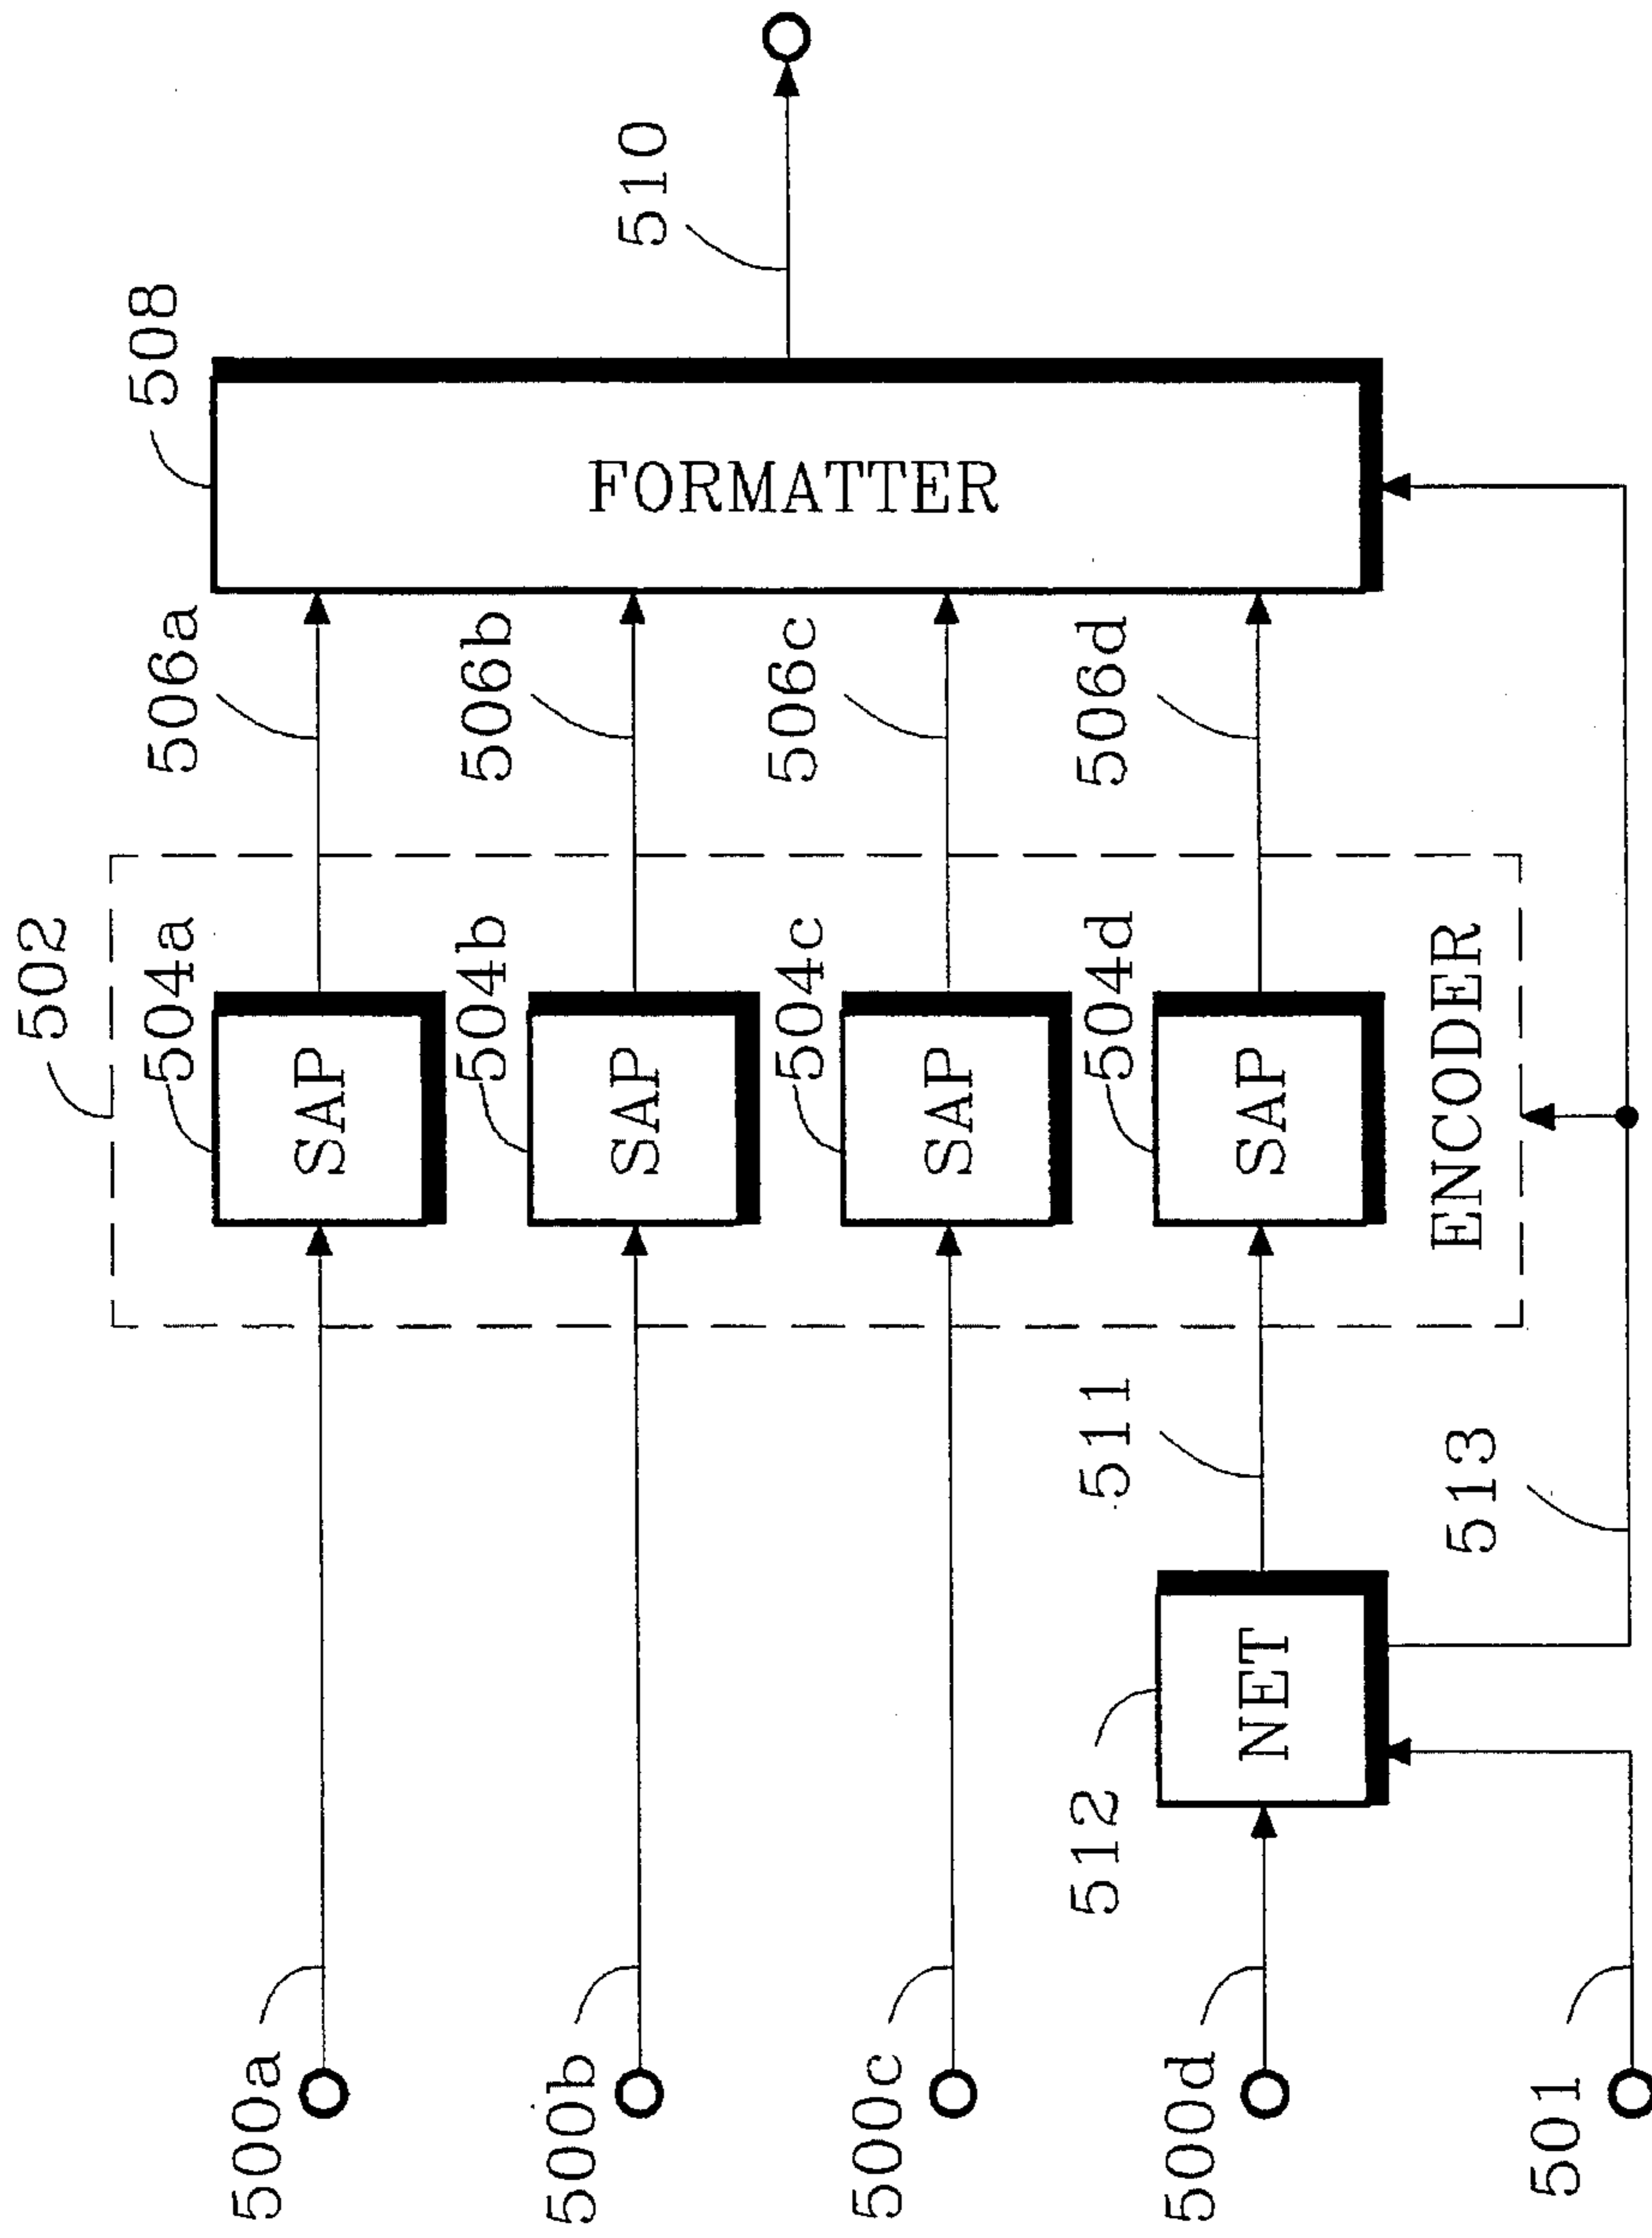 500a
500b
500c
500d
501
512
NET
511
513
502
504a
SAP
504b
SAP
504c
SAP
504d
SAP
ENCODER
506a
506b
506c
506d
508
FORMATTER
510